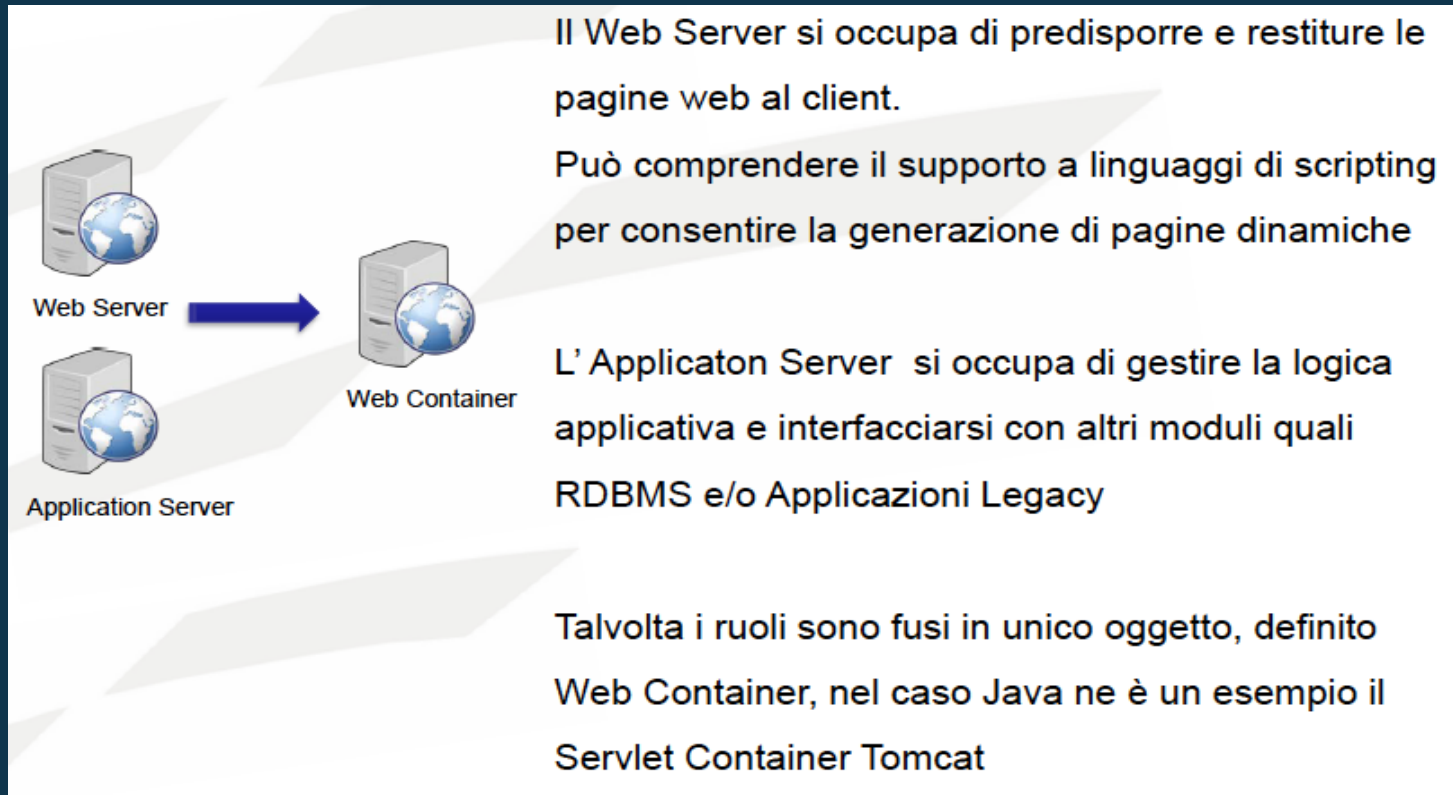 Web Server
Application Server
Web Container
Il Web Server si occupa di predisporre e restiture le
pagine web al client.
Può comprendere il supporto a linguaggi di scripting
per consentire la generazione di pagine dinamiche
L' Applicaton Server  si occupa di gestire la logica
applicativa e interfacciarsi con altri moduli quali
RDBMS e/o Applicazioni Legacy
Talvolta i ruoli sono fusi in unico oggetto, definito
Web Container, nel caso Java ne è un esempio il
Servlet Container Tomcat